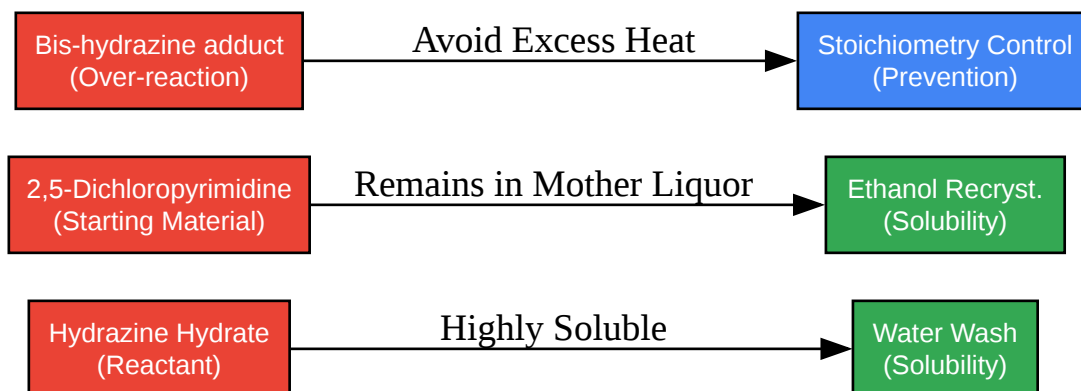 Bis-hydrazine adduct
(Over-reaction)
Avoid Excess Heat
Stoichiometry Control
(Prevention)
2,5-Dichloropyrimidine
(Starting Material)
Remains in Mother Liquor
Ethanol Recryst.
(Solubility)
Hydrazine Hydrate
(Reactant)
Highly Soluble
Water Wash
(Solubility)